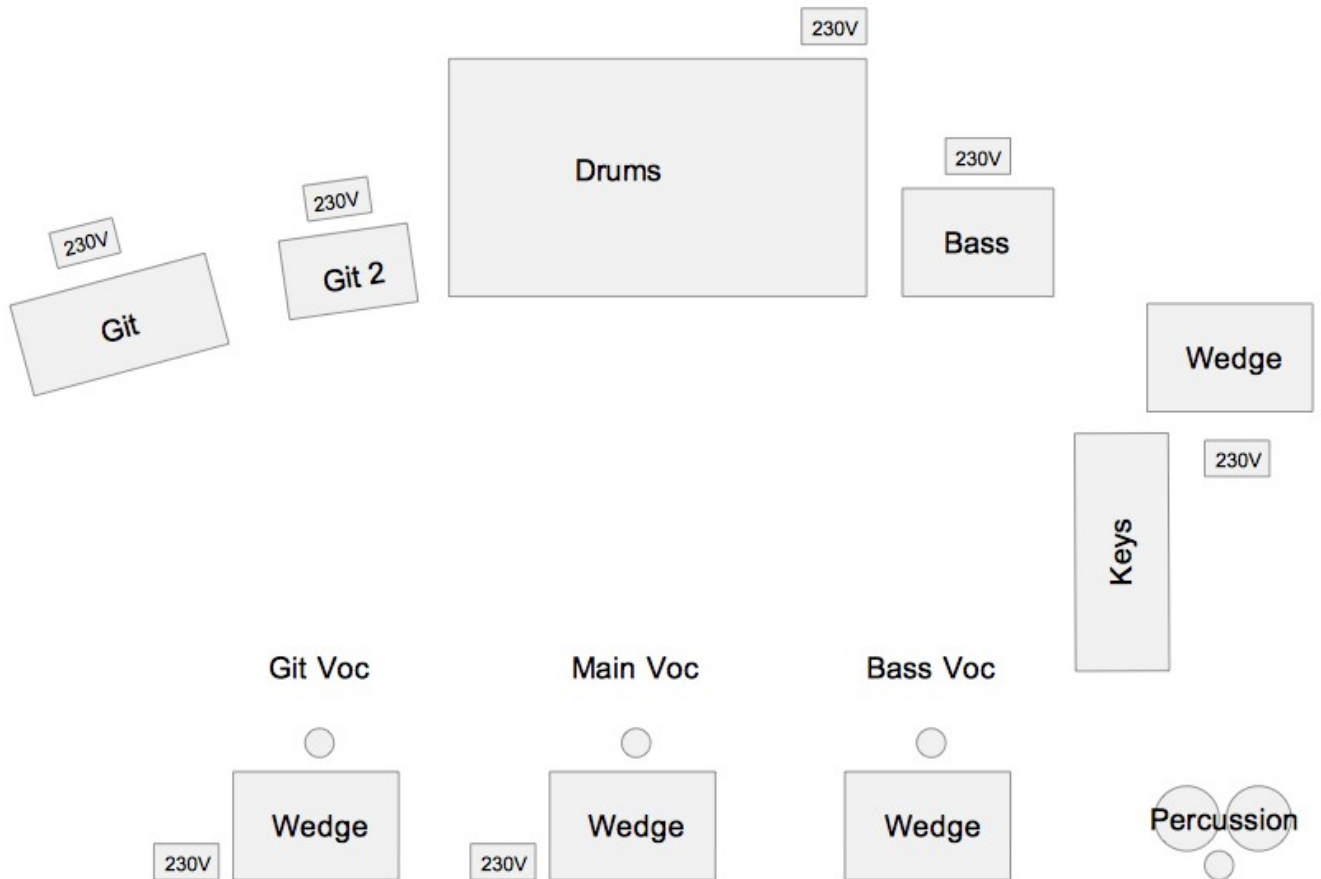 230V
Drums
230V
Bass
230V
Git 2
230V
Git
Wedge
230V
Keys
Git Voc
Main Voc
Bass Voc
Wedge
Wedge
Wedge
Percussion
230V
230V